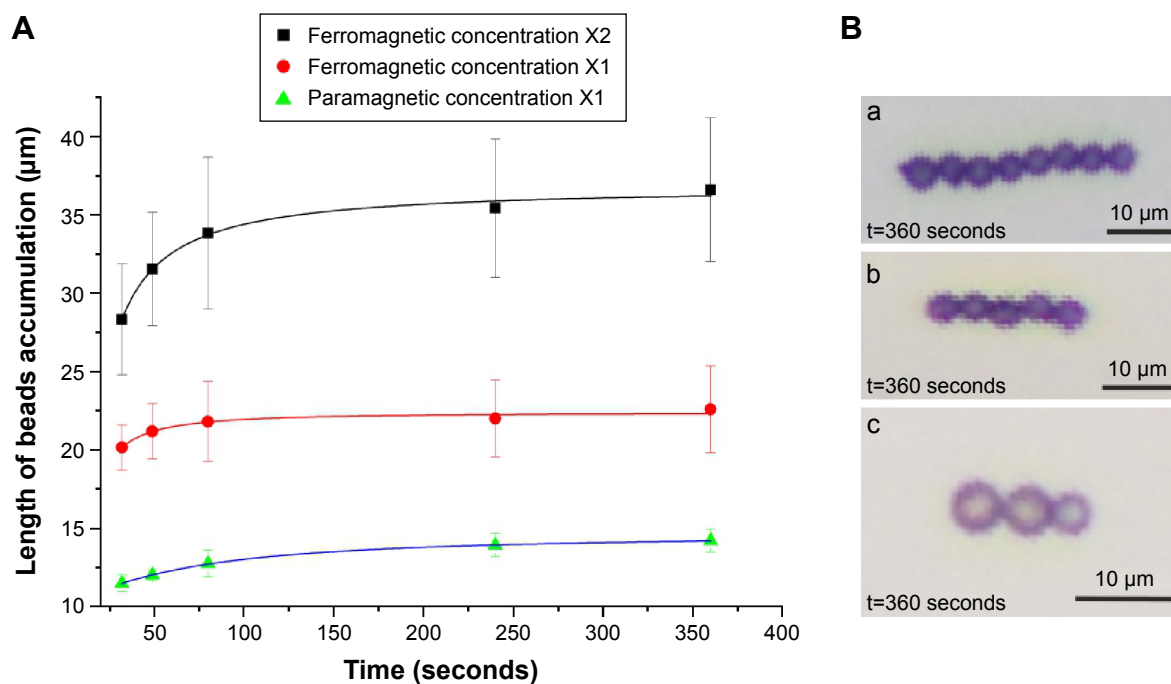 A
Ferromagnetic concentration X2
Ferromagnetic concentration X1
Paramagnetic concentration X1
Length of beads accumulation (µm)
40
35
30
25
20
15
10
50
100
150
200
250
300
350
400
Time (seconds)
B
a
10 µm
t=360 seconds
b
10 µm
t=360 seconds
c
10 µm
t=360 seconds